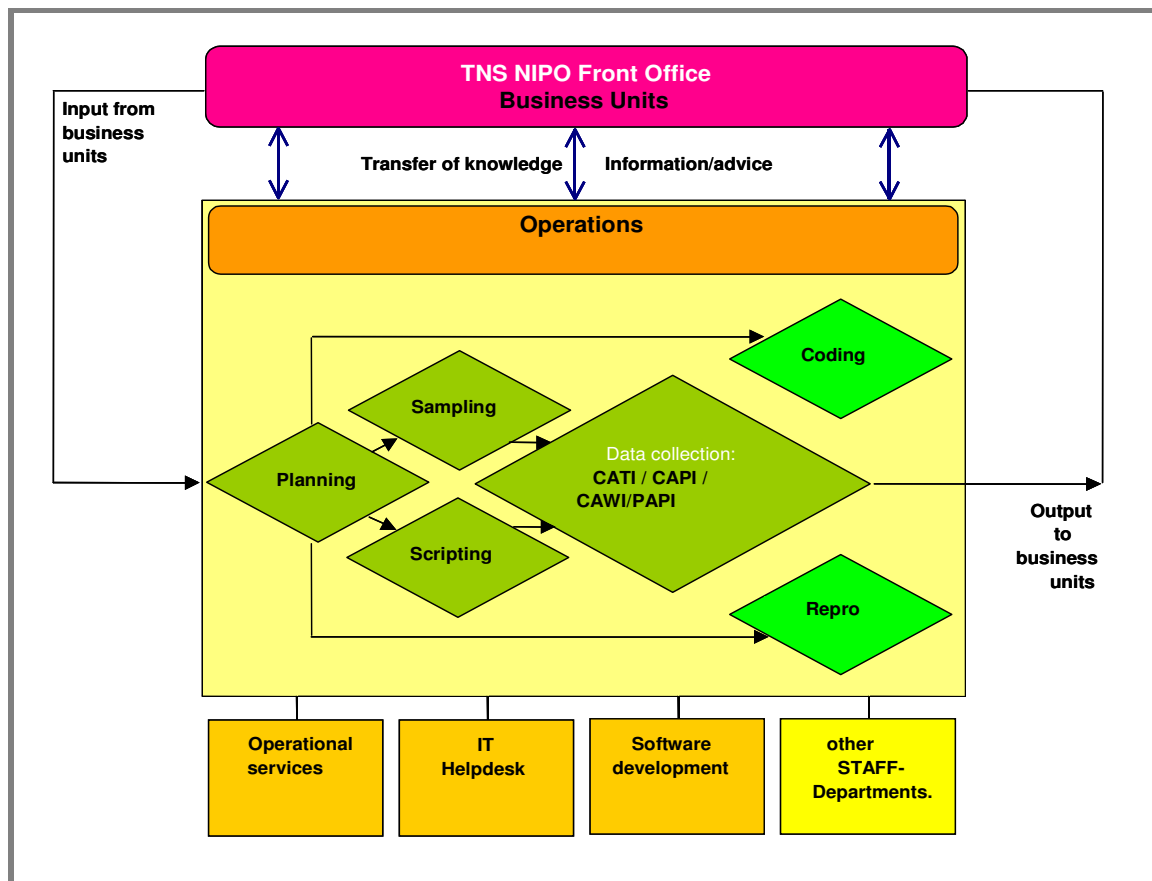 TNS NIPO Front Office
Business Units
Input from
business
units
Transfer of knowledge
Information/advice
Operations
Coding
Sampling
Data collection:
CATI / CAPI /
CAWI/PAPI
Planning
Scripting
Output
to
business
units
Repro
Operational
services
IT
Helpdesk
Software
development
other
STAFF-
Departments.